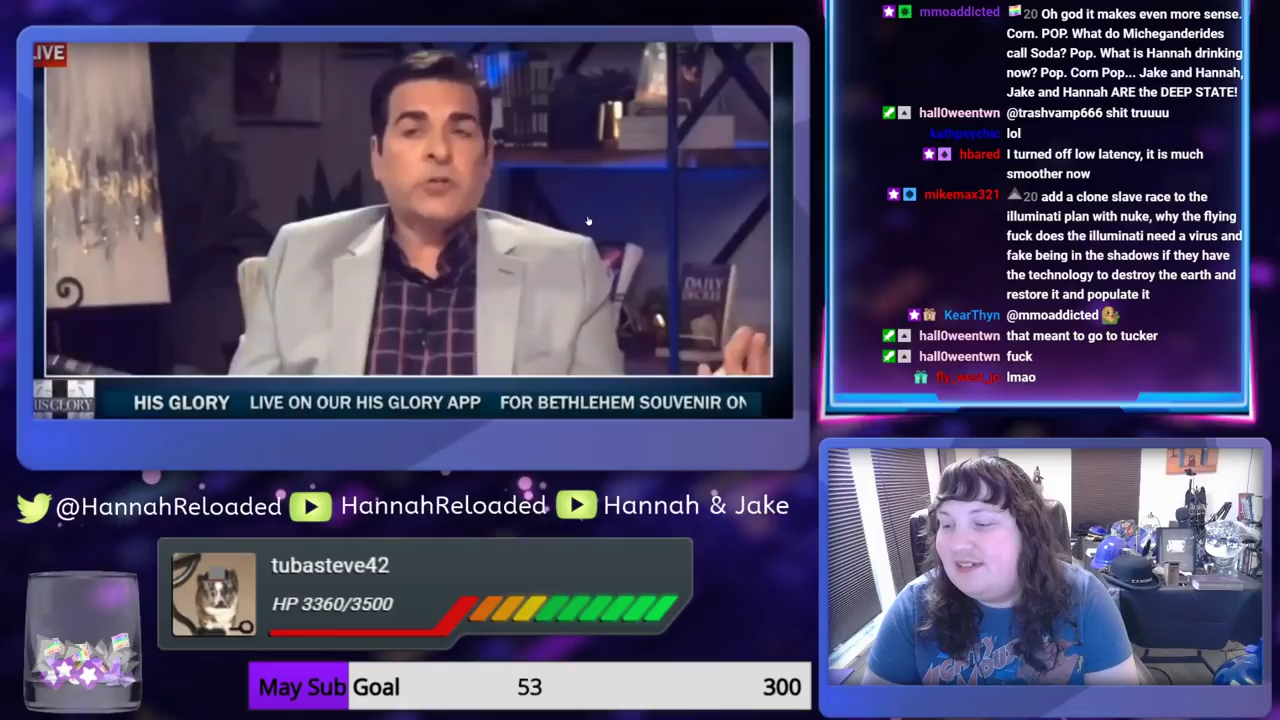 LIVE
DAILY
DECREE
HIS GLORY
HIS GLORY LIVE ON OUR HIS GLORY APP FOR BETHLEHEM SOUVENIR ON
@HannahReloaded HannahReloaded Hannah & Jake
tubasteve42
HP 3360/3500
May Sub Goal 53 300
mmoaddicted 20 Oh god it makes even more sense.
Corn. POP. What do Micheganderides
call Soda? Pop. What is Hannah drinking
now? Pop. Corn Pop... Jake and Hannah,
Jake and Hannah ARE the DEEP STATE!
hall0weentwn @trashvamp666 shit truuuu
kathpsychic lol
hbared I turned off low latency, it is much
smoother now
mikemax321 20 add a clone slave race to the
illuminati plan with nuke, why the flying
fuck does the illuminati need a virus and
fake being in the shadows if they have
the technology to destroy the earth and
restore it and populate it
KearThyn @mmoaddicted
hall0weentwn that meant to go to tucker
hall0weentwn fuck
fly_west_jp lmao